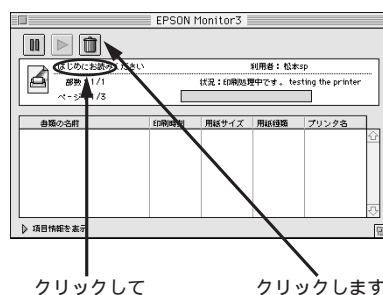 EPSON Monitor3
はじめにお読みください
利用者：松本sp
部数：1/1
状況：印刷処理中です。testing the printer
ページ：1/3
書類の名前 印刷時刻 用紙サイズ 用紙種類 プリンタ名
項目情報を表示
クリックして クリックします